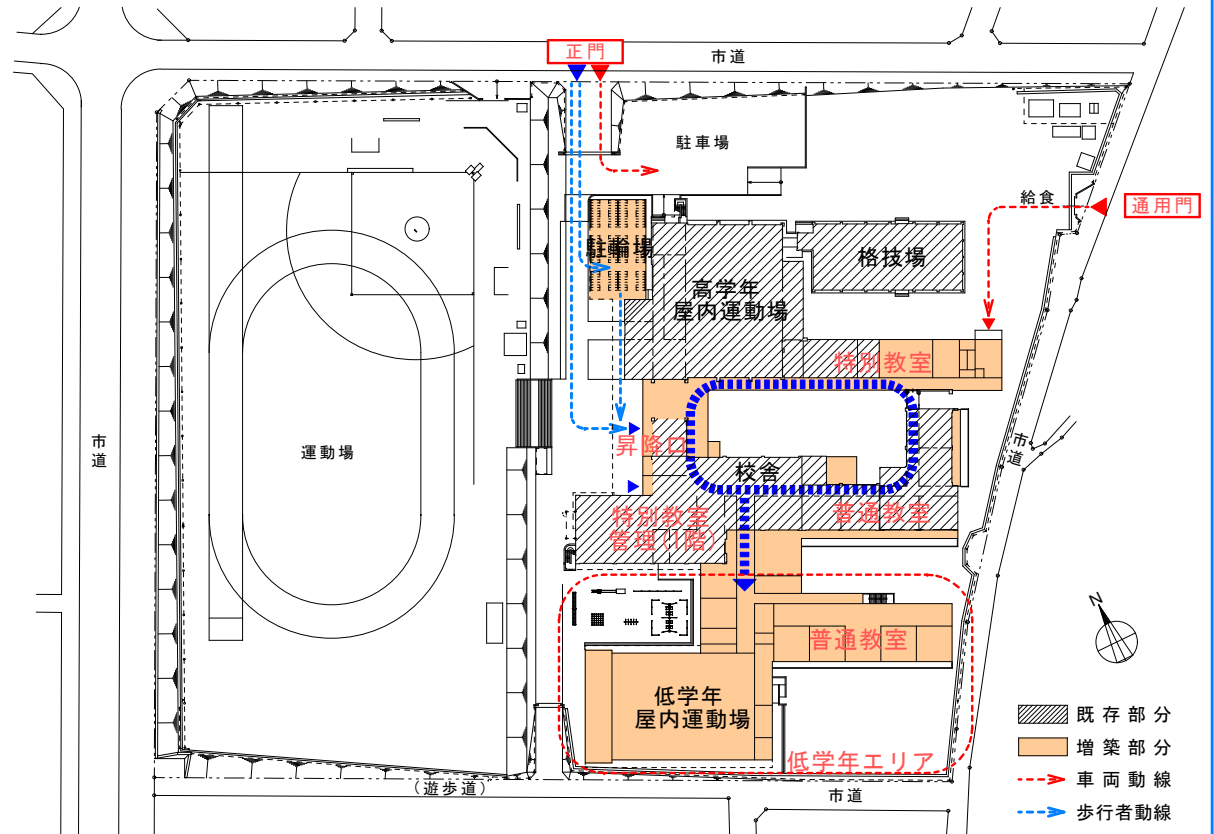 正門
市道
駐車場
給食
通用門
駐輪場
格技場
高学年
屋内運動場
特別教室
市道
運動場
昇降口
校舎
市道
特別教室
管理(1階)
普通教室
N
普通教室
低学年
屋内運動場
低学年エリア
既存部分
増築部分
車両動線
歩行者動線
(遊歩道)
市道